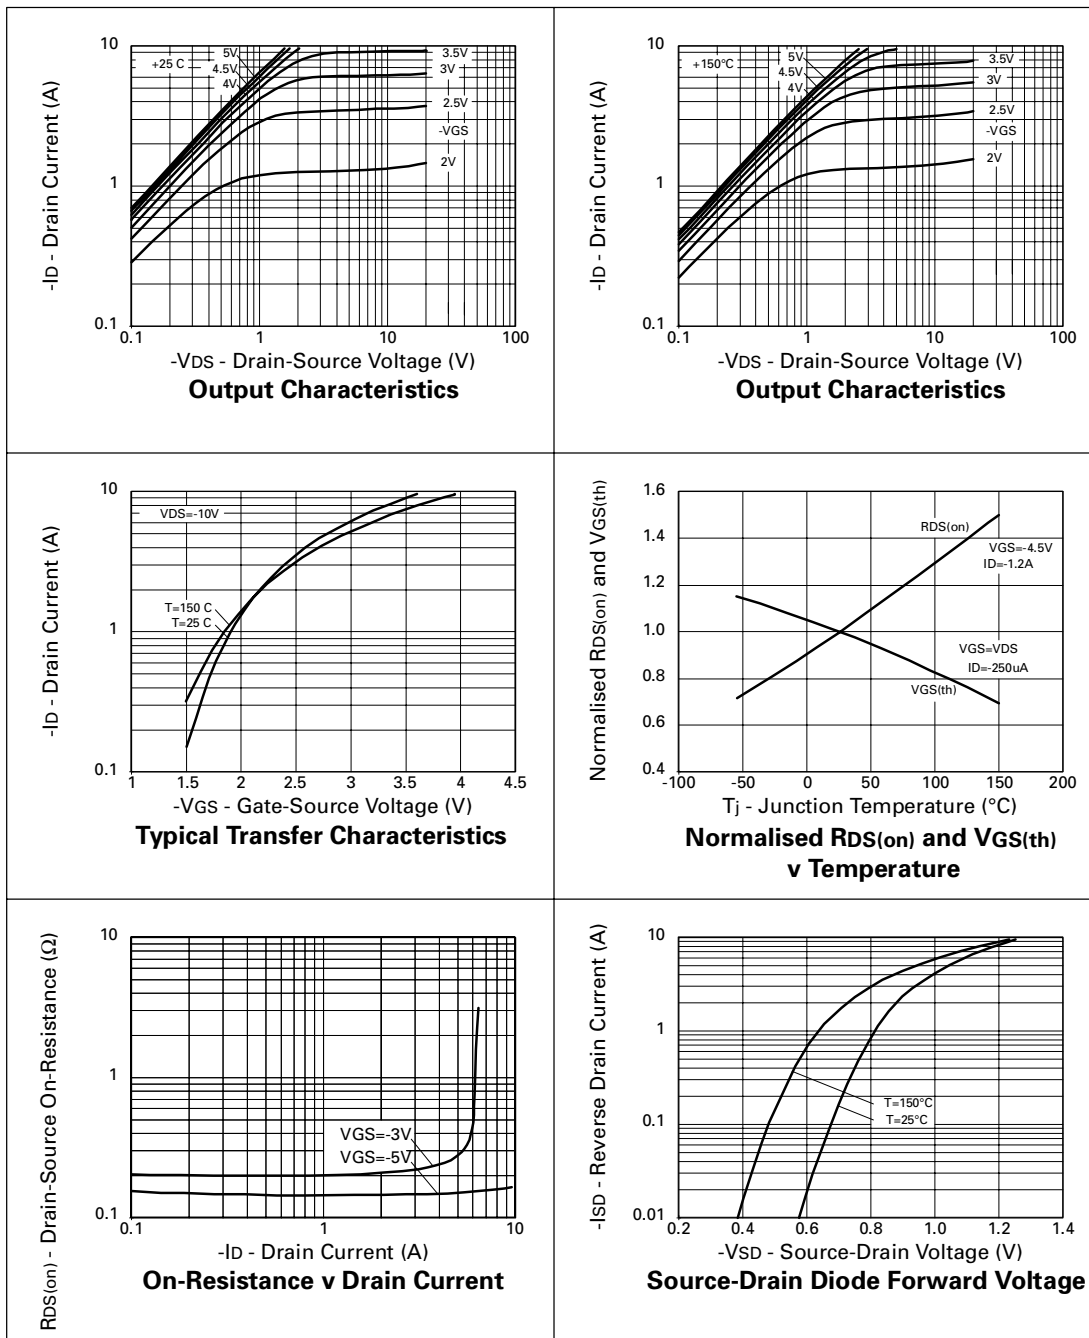 10
+25 C
5V
4.5V
4V
3.5V
3V
2.5V
-VGS
2V
1
0.1
0.1 1 10 100
-ID - Drain Current (A)
-VDS - Drain-Source Voltage (V)
Output Characteristics
10
+150°C
5V
4.5V
4V
3.5V
3V
2.5V
-VGS
2V
1
0.1
0.1 1 10 100
-ID - Drain Current (A)
-VDS - Drain-Source Voltage (V)
Output Characteristics
10
VDS=-10V
T=150 C
T=25 C
1
0.1
1 1.5 2 2.5 3 3.5 4 4.5
-ID - Drain Current (A)
-VGS - Gate-Source Voltage (V)
Typical Transfer Characteristics
1.6
1.4
1.2
1.0
0.8
0.6
0.4
RDS(on)
VGS=-4.5V
ID=-1.2A
VGS=VDS
ID=-250uA
VGS(th)
-100 -50 0 50 100 150 200
Normalised RDS(on) and VGS(th)
Tj - Junction Temperature (°C)
Normalised RDS(on) and VGS(th)
v Temperature
10
1
0.1
VGS=-3V
VGS=-5V
0.1 1 10
RDS(on) - Drain-Source On-Resistance (Ω)
-ID - Drain Current (A)
On-Resistance v Drain Current
10
1
0.1
0.01
T=150°C
T=25°C
0.2 0.4 0.6 0.8 1.0 1.2 1.4
-ISD - Reverse Drain Current (A)
-VSD - Source-Drain Voltage (V)
Source-Drain Diode Forward Voltage